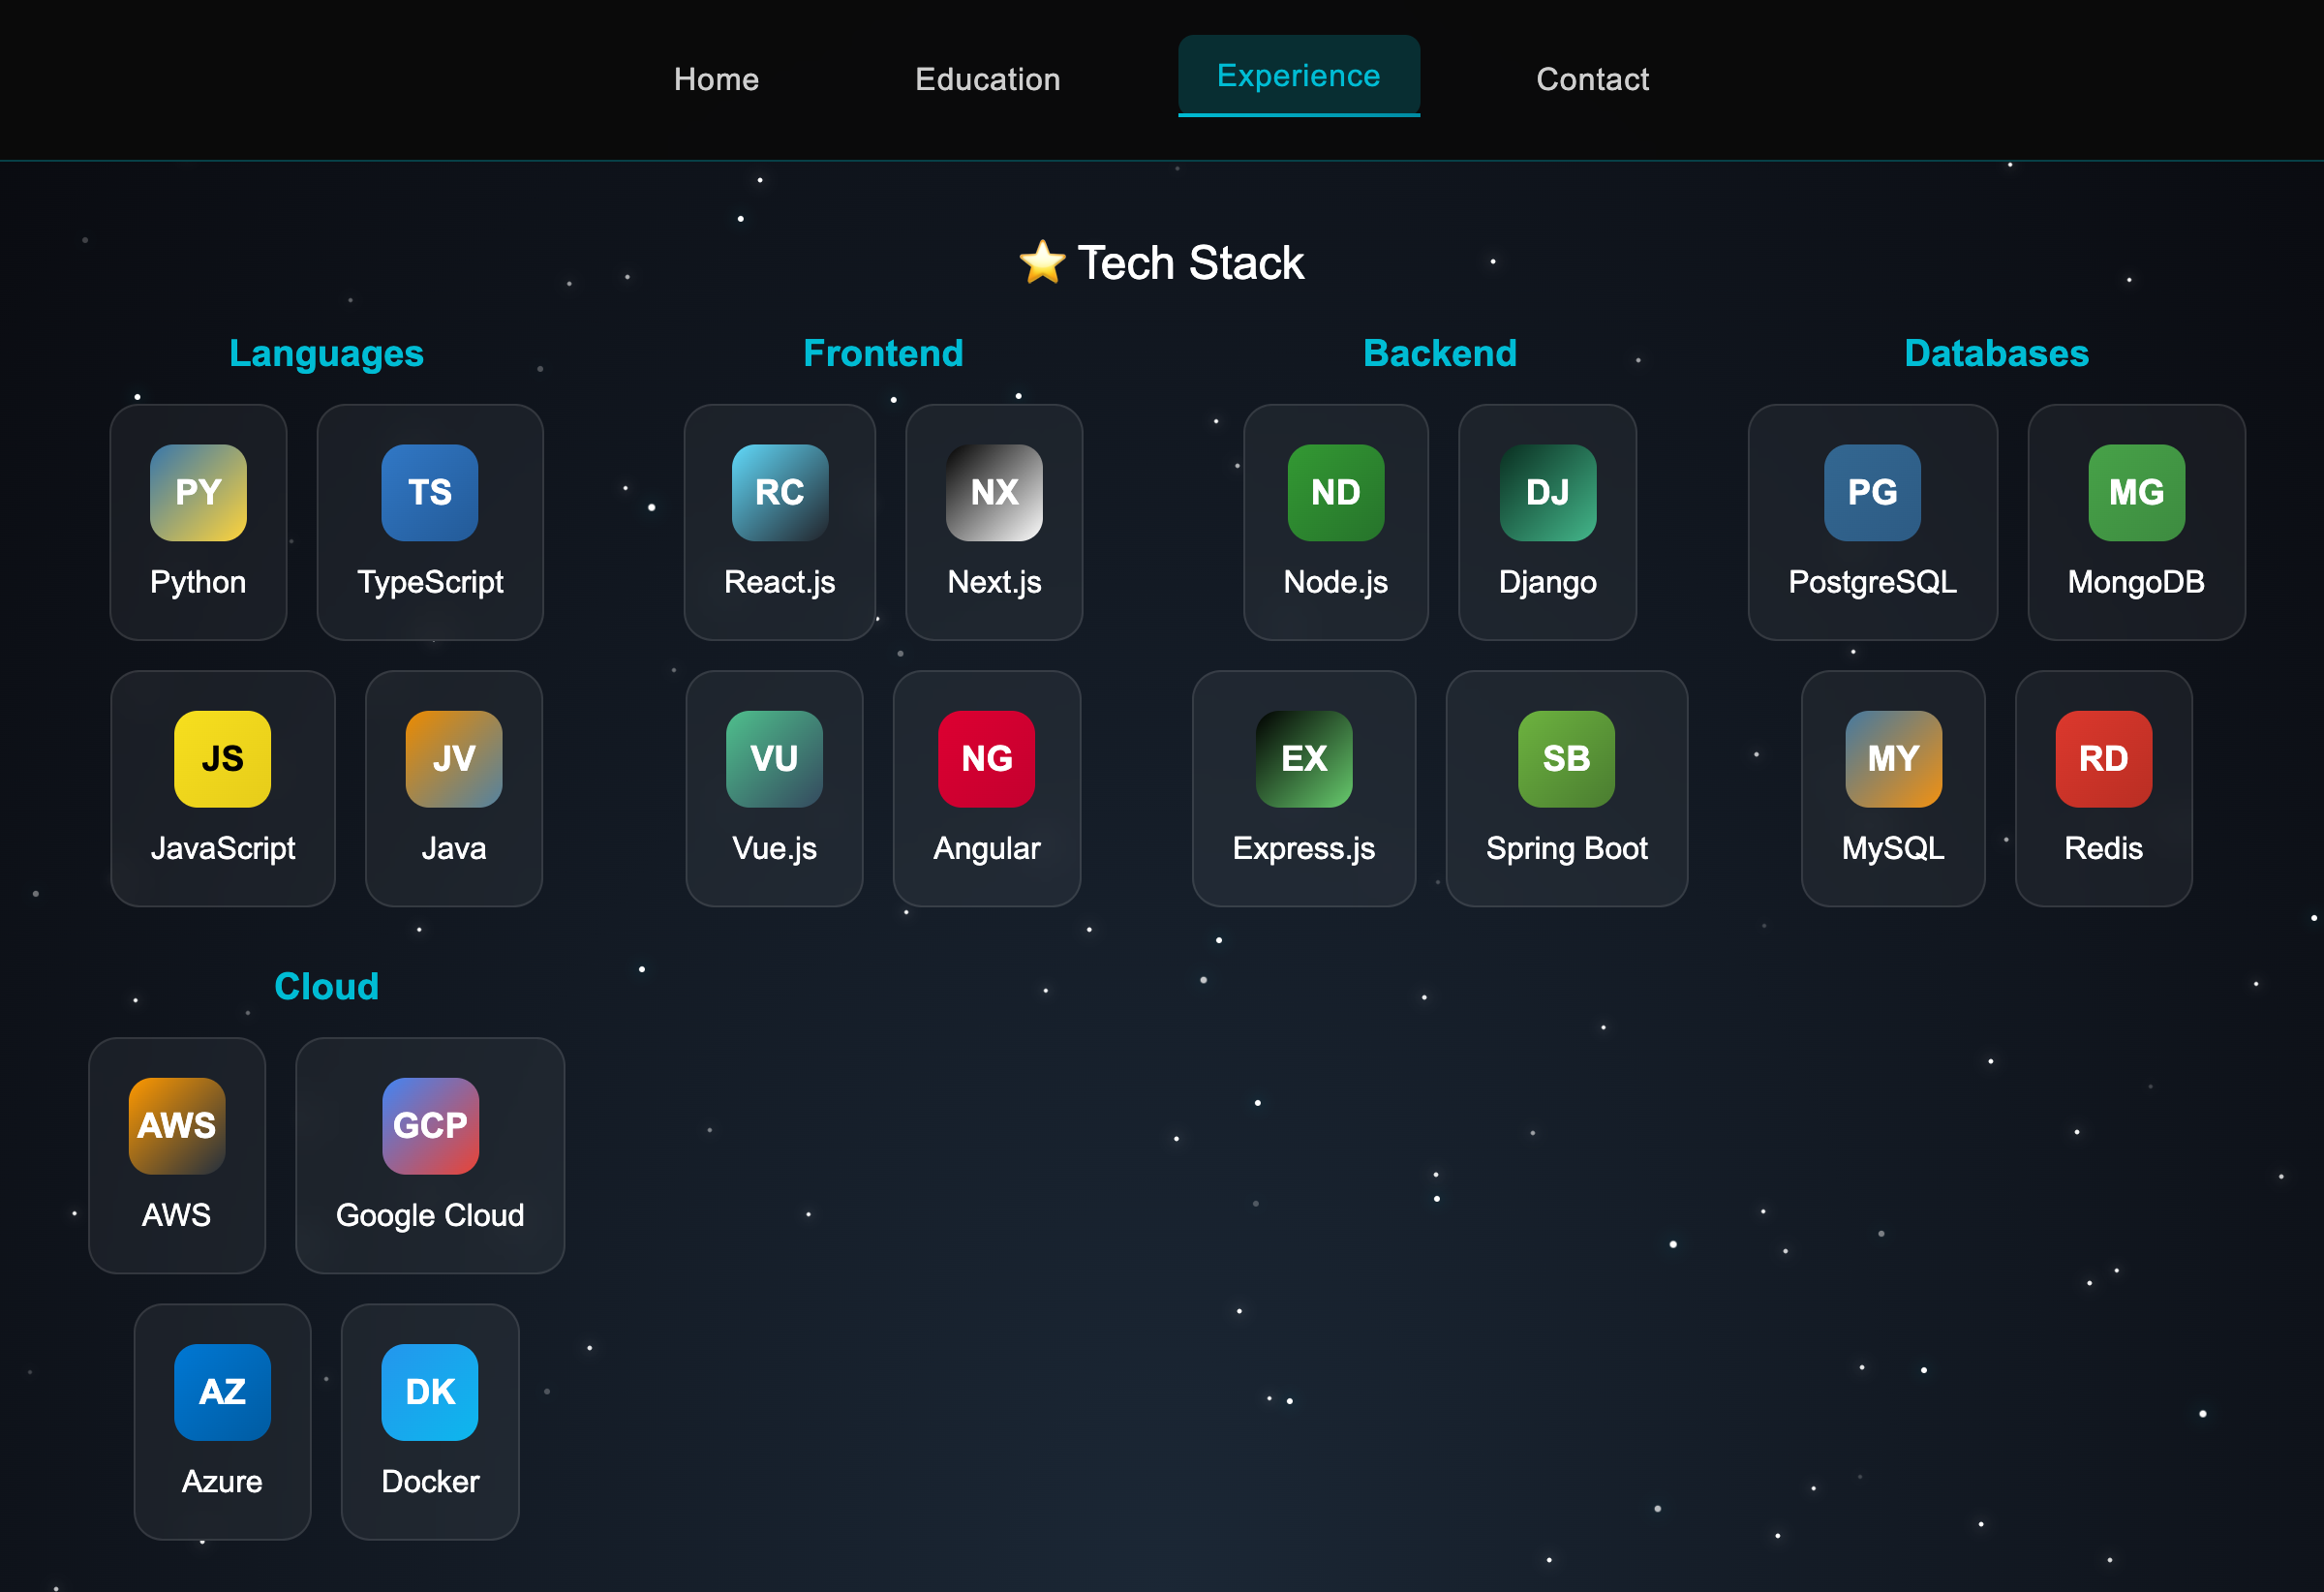 Home Education Experience Contact
⭐ Tech Stack
Languages
PY TS
Python TypeScript
JS JV
JavaScript Java
Frontend
RC NX
React.js Next.js
VU NG
Vue.js Angular
Backend
ND DJ
Node.js Django
EX SB
Express.js Spring Boot
Databases
PG MG
PostgreSQL MongoDB
MY RD
MySQL Redis
Cloud
AWS GCP
AWS Google Cloud
AZ DK
Azure Docker